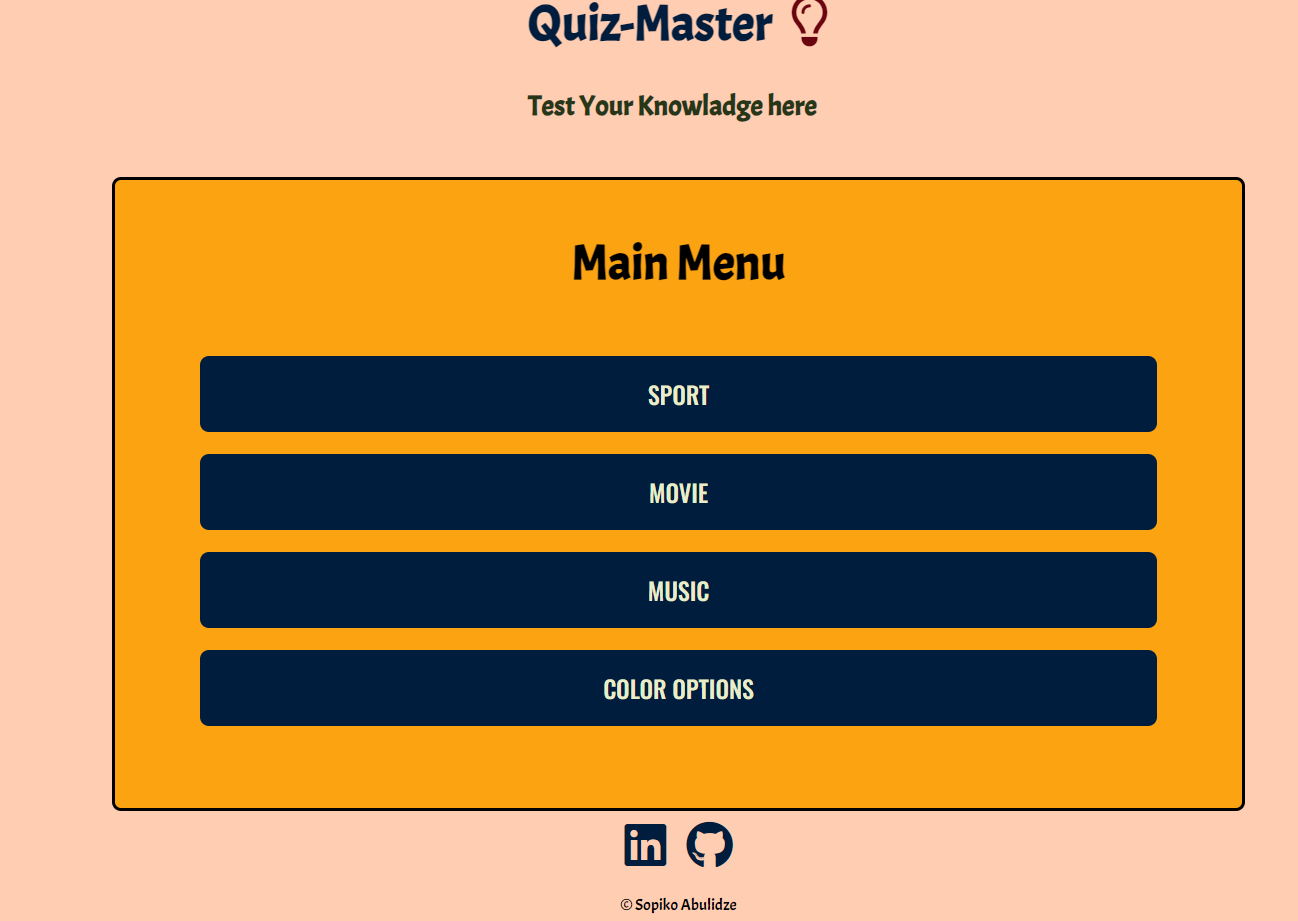 Quiz-Master
Test Your Knowladge here
Main Menu
SPORT
MOVIE
MUSIC
COLOR OPTIONS
in
© Sopiko Abulidze